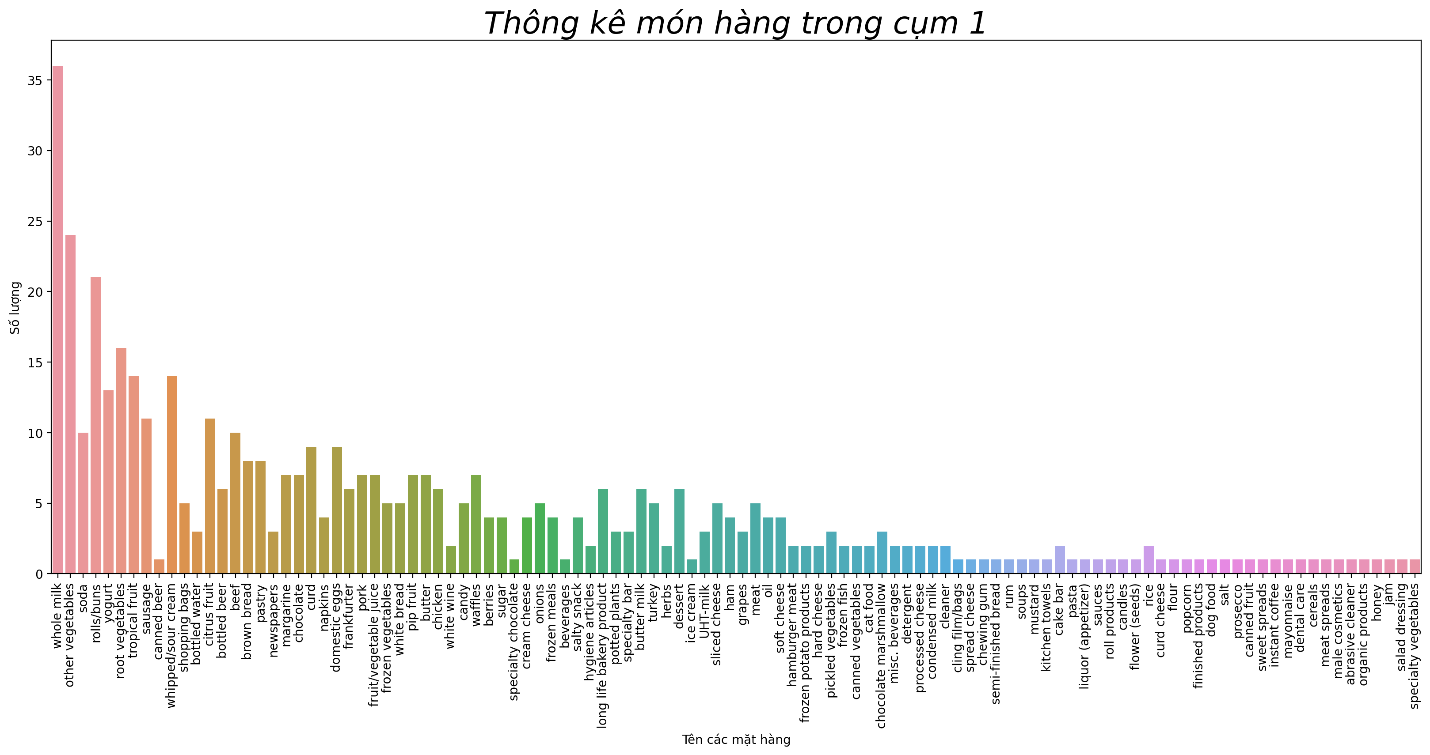 Thông kê món hàng trong cụm 1
Số lượng
35
30
25
20
15
10
5
0
whole milk
other vegetables
soda
rolls/buns
yogurt
root vegetables
tropical fruit
sausage
canned beer
whipped/sour cream
shopping bags
bottled water
citrus fruit
bottled beer
beef
brown bread
pastry
newspapers
margarine
chocolate
curd
napkins
domestic eggs
frankfurter
pork
fruit/vegetable juice
frozen vegetables
white bread
pip fruit
butter
chicken
white wine
candy
waffles
berries
sugar
specialty chocolate
cream cheese
onions
frozen meals
beverages
salty snack
hygiene articles
long life bakery product
potted plants
specialty bar
butter milk
turkey
herbs
dessert
ice cream
UHT-milk
sliced cheese
ham
grapes
meat
oil
soft cheese
hamburger meat
frozen potato products
hard cheese
pickled vegetables
frozen fish
canned vegetables
cat food
chocolate marshmallow
misc. beverages
detergent
processed cheese
condensed milk
cleaner
cling film/bags
spread cheese
chewing gum
semi-finished bread
rum
soups
mustard
kitchen towels
cake bar
pasta
liquor (appetizer)
sauces
roll products
candles
flower (seeds)
rice
curd cheese
flour
popcorn
finished products
dog food
salt
prosecco
canned fruit
sweet spreads
instant coffee
mayonnaise
dental care
cereals
meat spreads
male cosmetics
abrasive cleaner
organic products
honey
jam
salad dressing
specialty vegetables
Tên các mặt hàng